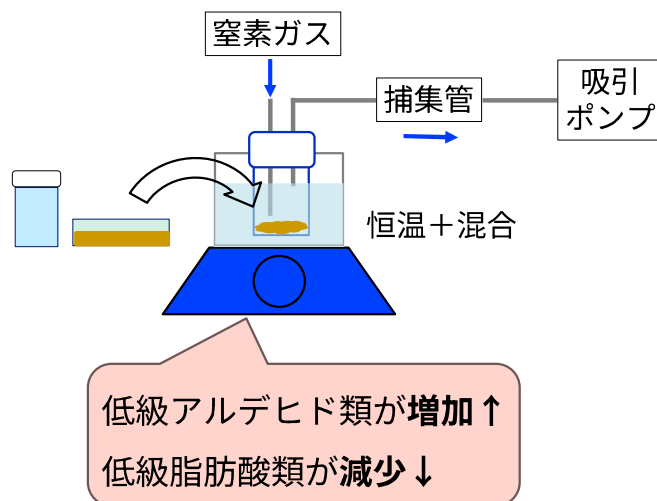 窒素ガス
捕集管
吸引
ポンプ
恒温＋混合
低級アルデヒド類が増加↑
低級脂肪酸類が減少↓